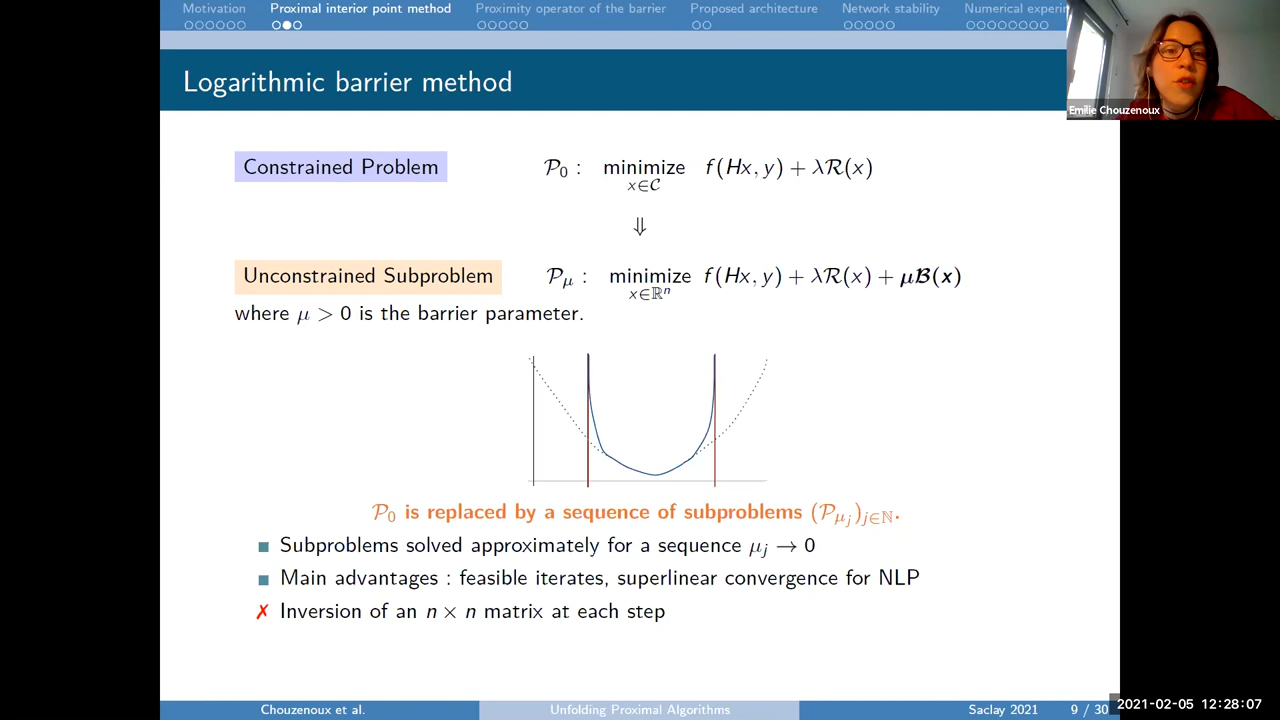 Motivation Proximal interior point method Proximity operator of the barrier Proposed architecture Network stability Numerical experim
Logarithmic barrier method
Emilie Chouzenoux
Constrained Problem P₀ : minimize f(Hx, y) + λR(x)
x∈C
⇓
Unconstrained Subproblem Pμ : minimize f(Hx, y) + λR(x) + μB(x)
x∈ℝⁿ
where μ > 0 is the barrier parameter.
P₀ is replaced by a sequence of subproblems (Pμⱼ)j∈ℕ.
Subproblems solved approximately for a sequence μⱼ → 0
Main advantages : feasible iterates, superlinear convergence for NLP
✗ Inversion of an n × n matrix at each step
Chouzenoux et al. Unfolding Proximal Algorithms Saclay 2021 9 / 30
2021-02-05 12:28:07